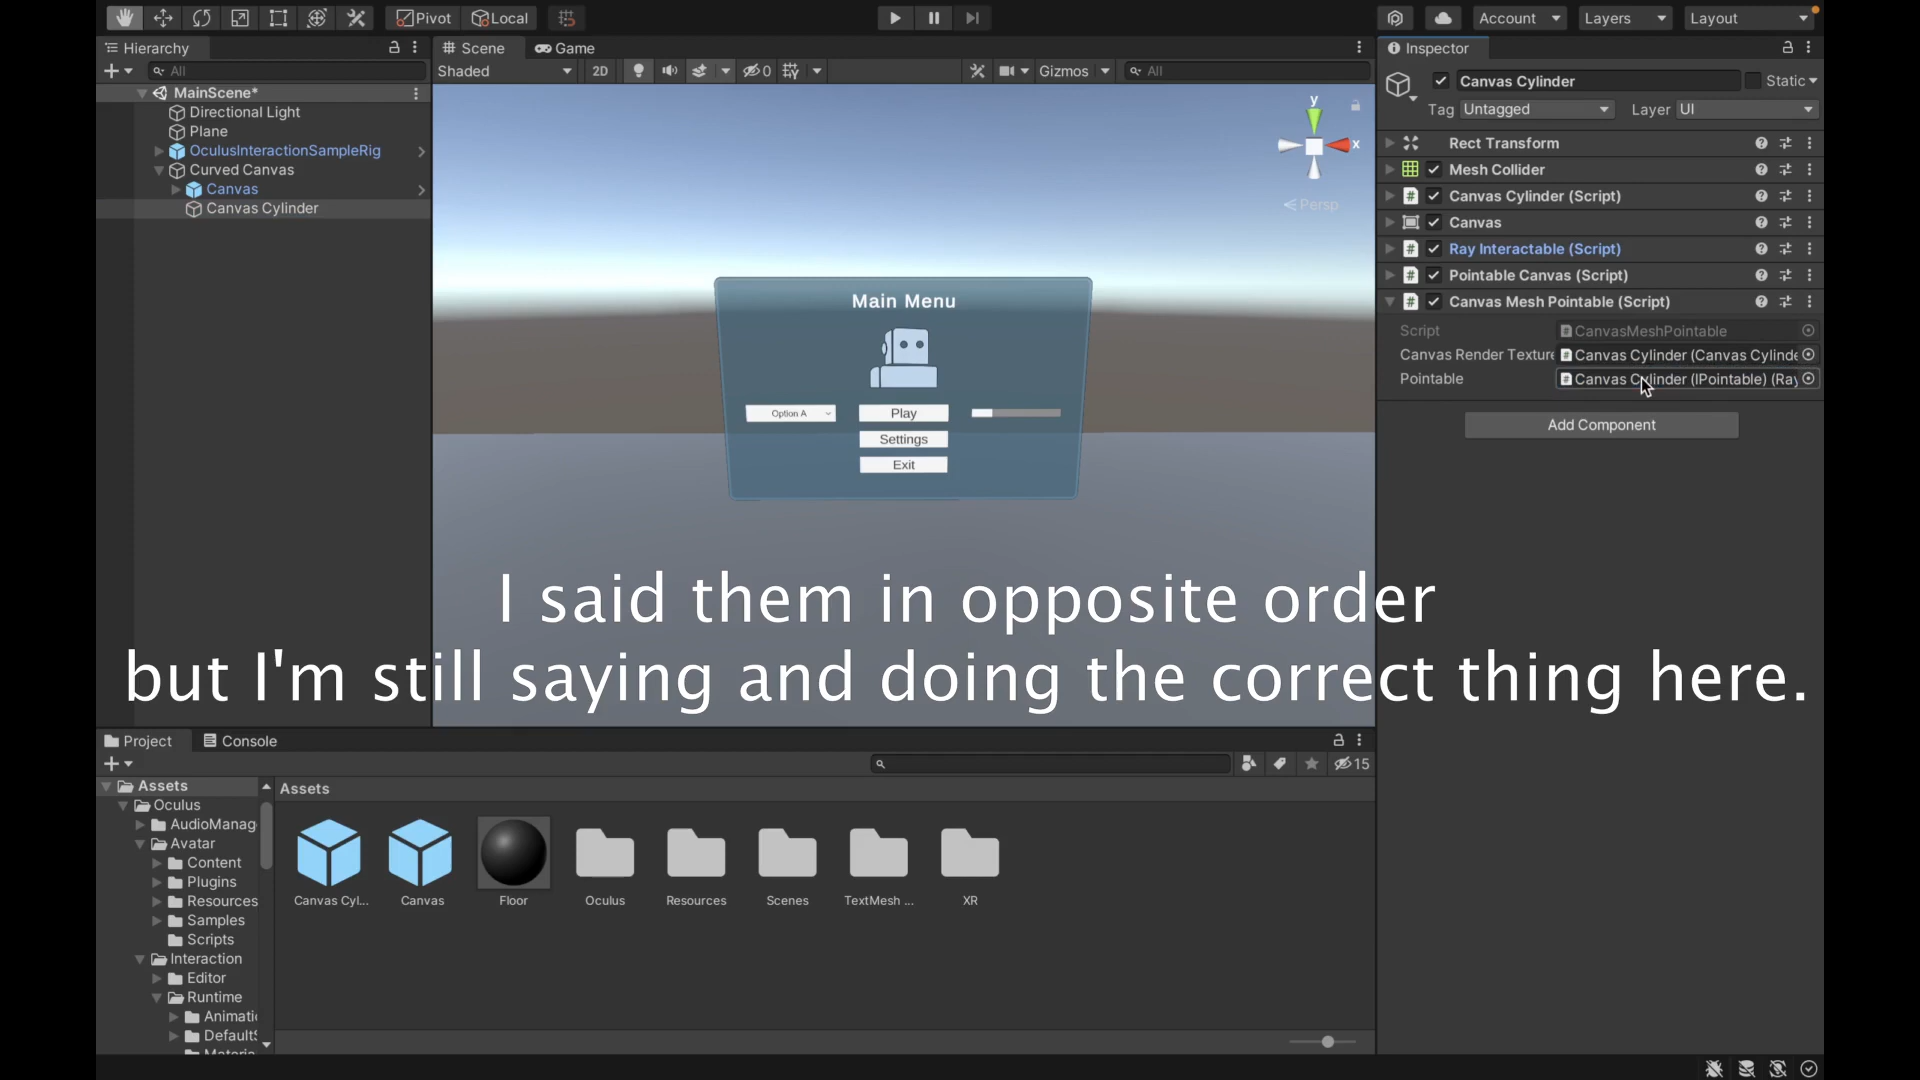 Pivot
Local
Account
Layers
Layout
Hierarchy
All
MainScene*
Directional Light
Plane
OculusInteractionSampleRig
Curved Canvas
Canvas
Canvas Cylinder
Scene
Game
Shaded
2D
0
Gizmos
All
y
x
Persp
Main Menu
Option A
Play
Settings
Exit
Inspector
Canvas Cylinder
Static
Tag
Untagged
Layer
UI
Rect Transform
Mesh Collider
Canvas Cylinder (Script)
Canvas
Ray Interactable (Script)
Pointable Canvas (Script)
Canvas Mesh Pointable (Script)
Script
CanvasMeshPointable
Canvas Render Texture
Canvas Cylinder (Canvas Cylinde
Pointable
Canvas Cylinder (IPointable) (Ray
Add Component
I said them in opposite order
but I'm still saying and doing the correct thing here.
Project
Console
15
Assets
Oculus
AudioManag
Avatar
Content
Plugins
Resources
Samples
Scripts
Interaction
Editor
Runtime
Animati
Default
Assets
Canvas Cyl...
Canvas
Floor
Oculus
Resources
Scenes
TextMesh ...
XR